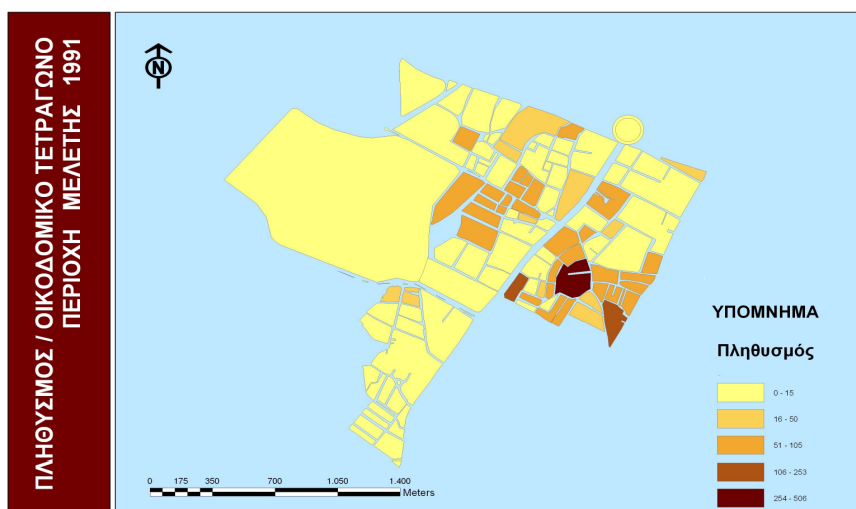 ΠΛΗΘΥΣΜΟΣ / ΟΙΚΟΔΟΜΙΚΟ ΤΕΤΡΑΓΩΝΟ
ΠΕΡΙΟΧΗ ΜΕΛΕΤΗΣ 1991
N
ΥΠΟΜΝΗΜΑ
Πληθυσμός
0 - 15
16 - 50
51 - 105
106 - 253
254 - 506
0 175 350 700 1.050 1.400
Meters